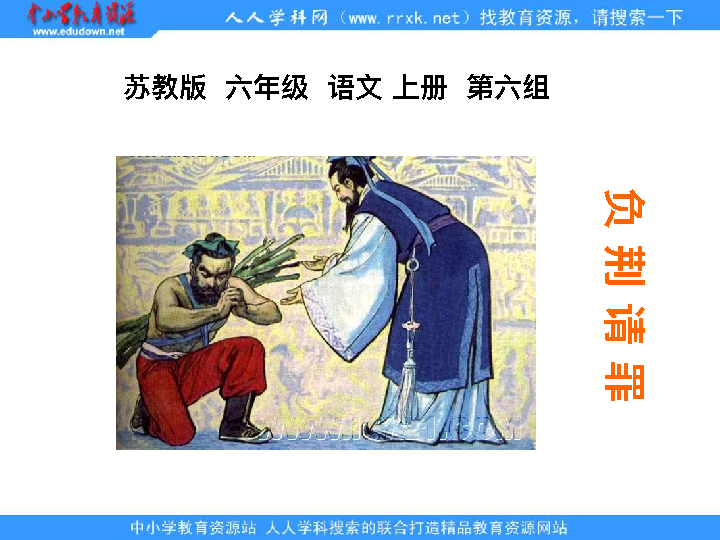 中小学教育资源
www.edudown.net
人人学科网（www.rrxk.net）找教育资源，请搜索一下
苏教版 六年级 语文 上册 第六组
负荆请罪
中小学教育资源站 人人学科搜索的联合打造精品教育资源网站